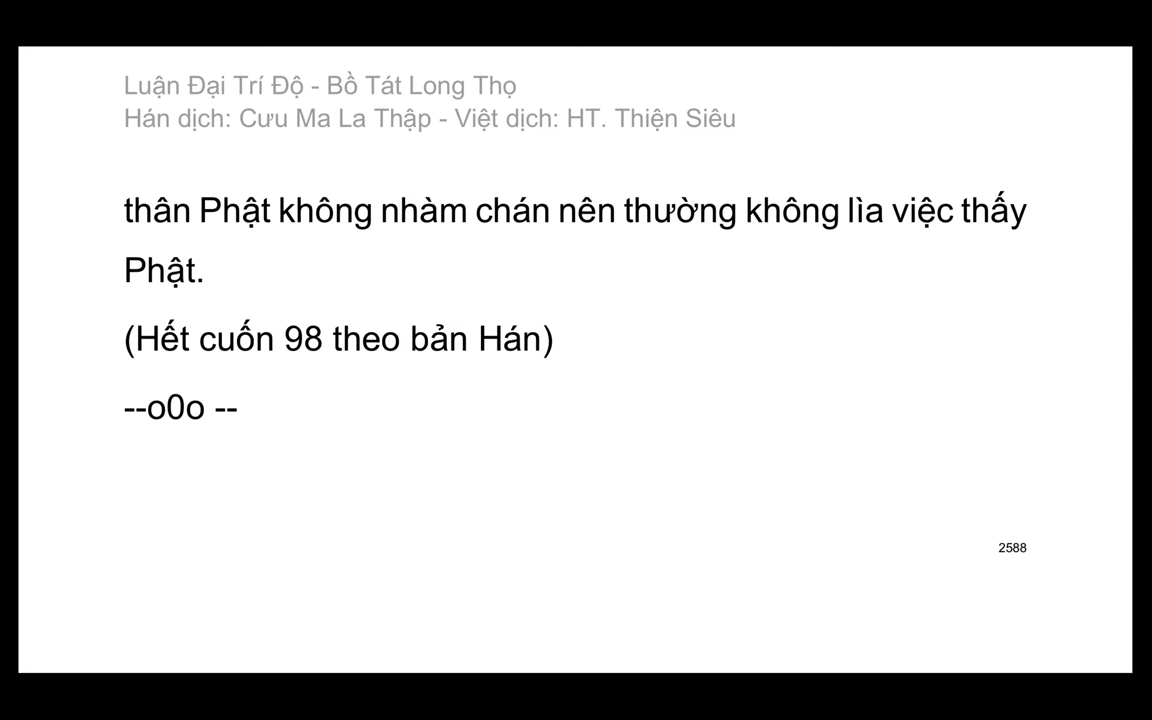 Luận Đại Trí Độ - Bồ Tát Long Thọ
Hán dịch: Cưu Ma La Thập - Việt dịch: HT. Thiện Siêu
thân Phật không nhàm chán nên thường không lìa việc thấy
Phật.
(Hết cuốn 98 theo bản Hán)
--o0o --
2588